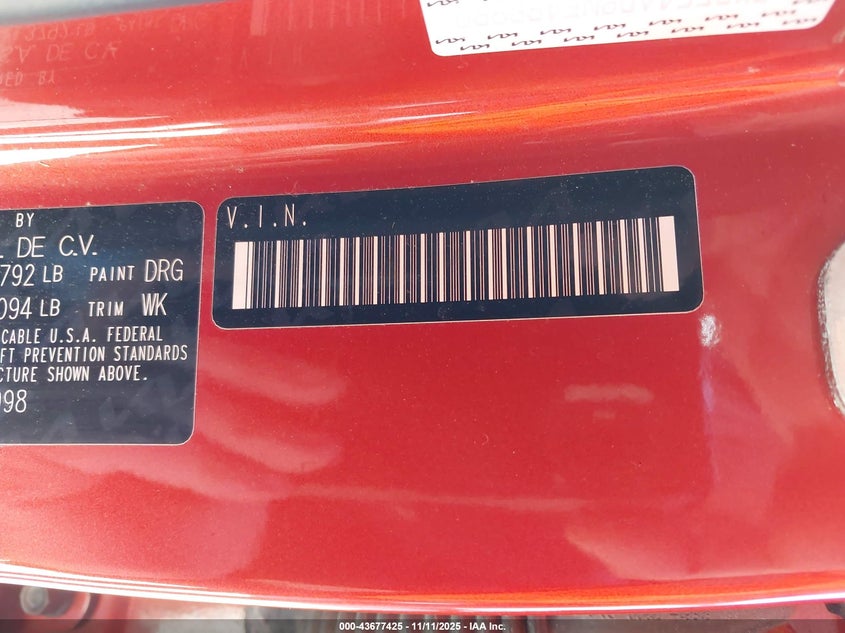 V.I.N.
BY
L DE C.V.
792 LB PAINT DRG
094 LB TRIM WK
CABLE U.S.A. FEDERAL
FT PREVENTION STANDARDS
CTURE SHOWN ABOVE.
98
000-43677425 - 11/11/2025 - IAA Inc.